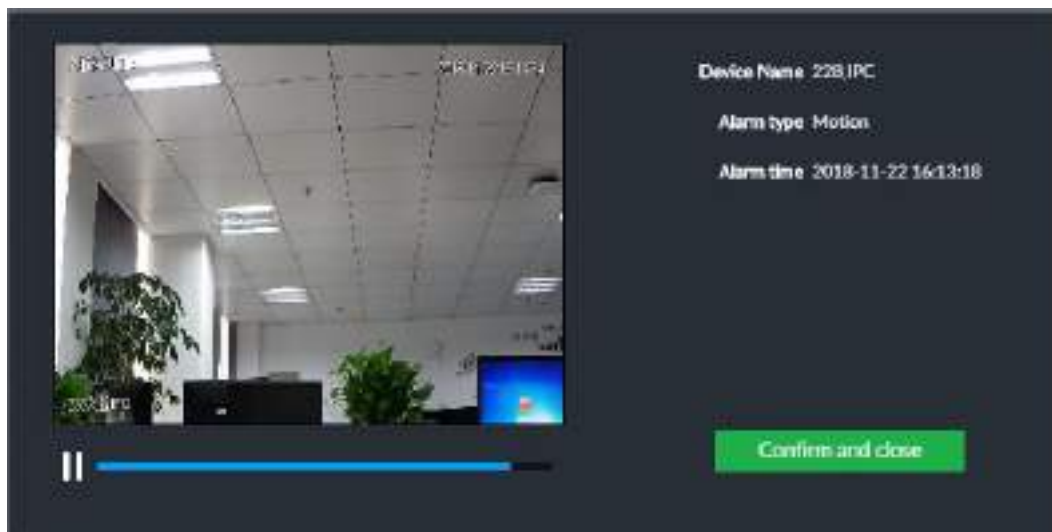 Device Name 228,IPC
Alarm type Motion
Alarm time 2018-11-22 16:13:18
Confirm and close